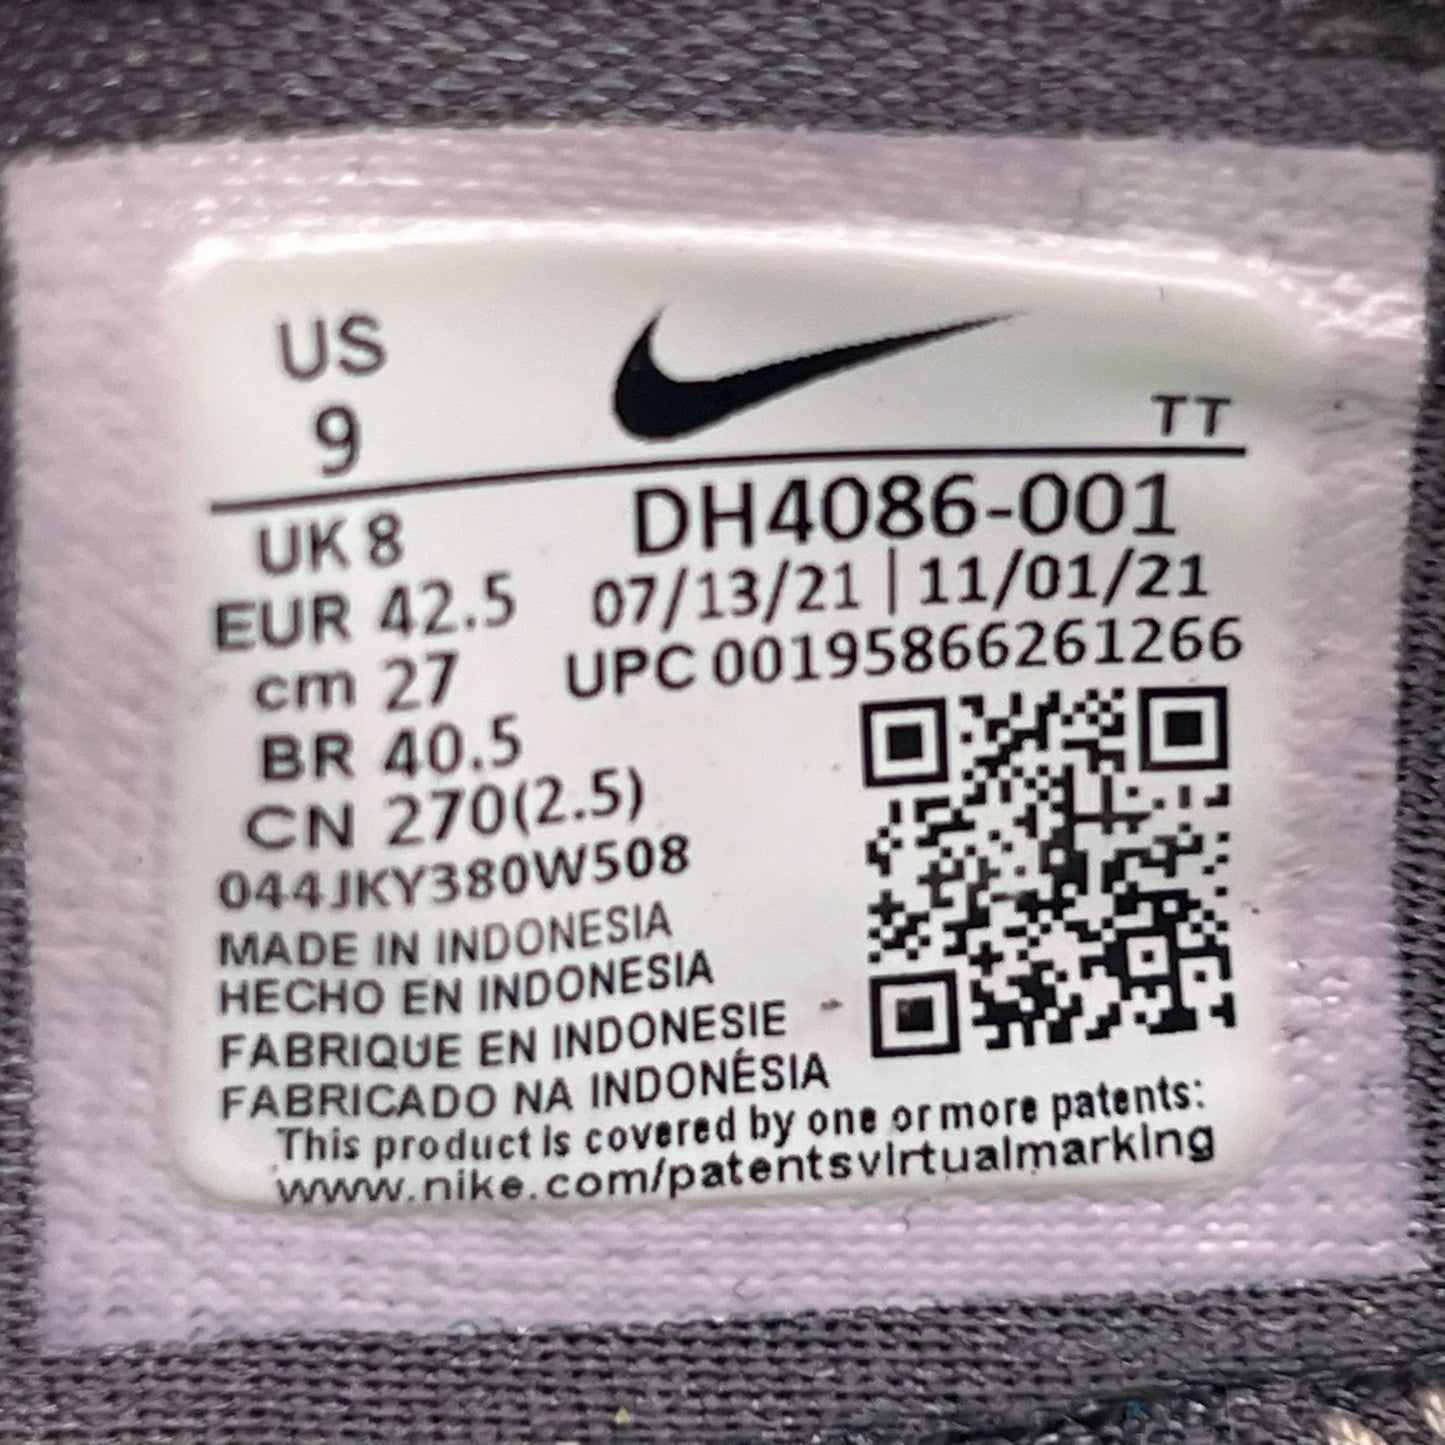 US
9
TT
UK 8
DH4086-001
EUR 42.5
07/13/21 | 11/01/21
cm 27
UPC 00195866261266
BR 40.5
CN 270(2.5)
044JKY380W508
MADE IN INDONESIA
HECHO EN INDONESIA
FABRIQUE EN INDONESIE
FABRICADO NA INDONÉSIA
This product is covered by one or more patents:
www.nike.com/patentsvirtualmarking